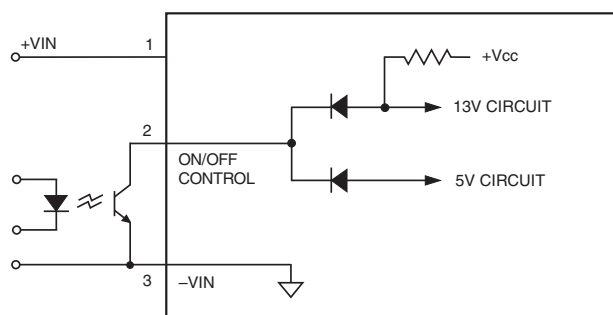 +VIN
1
+Vcc
13V CIRCUIT
2
ON/OFF
CONTROL
5V CIRCUIT
3
–VIN